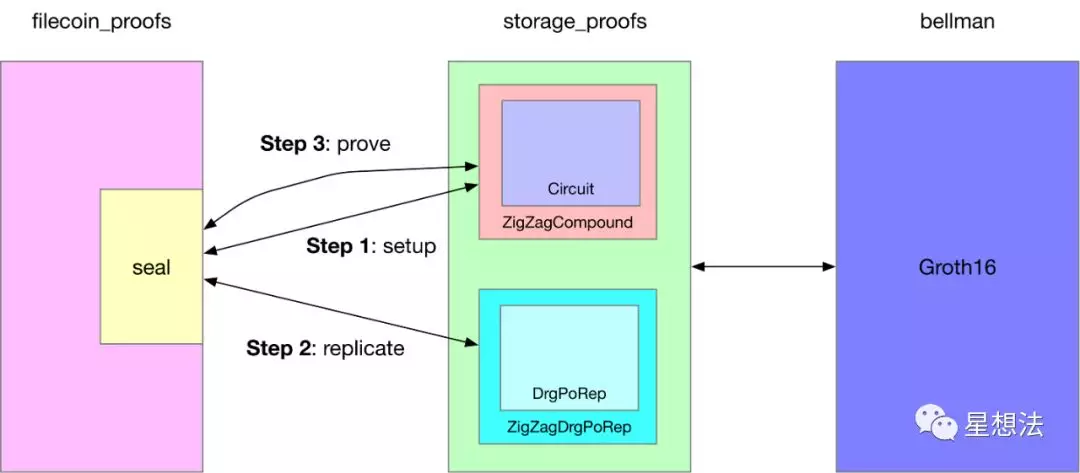 filecoin_proofs
storage_proofs
bellman
Step 3: prove
Circuit
ZigZagCompound
Step 1: setup
seal
Groth16
Step 2: replicate
DrgPoRep
ZigZagDrgPoRep
星想法